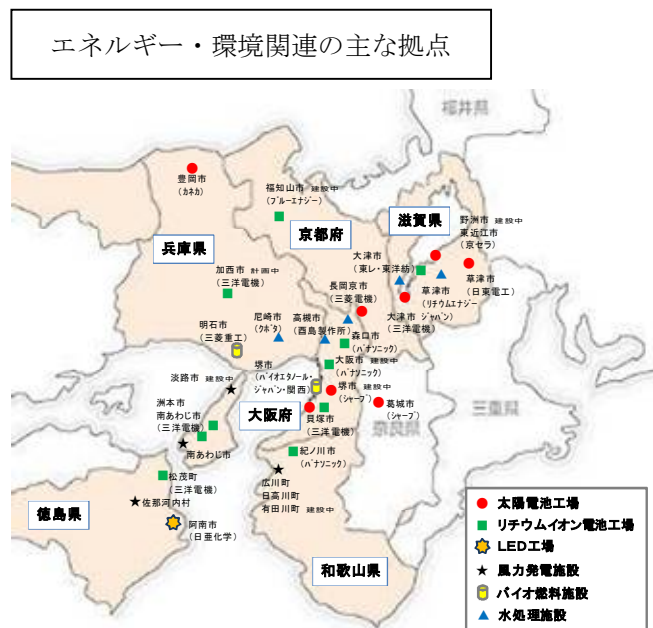 エネルギー・環境関連の主な拠点
福井県
豊岡市
（カネカ）
福知山市 建設中
（ブルーエナジー）
京都府
滋賀県
野洲市 建設中
東近江市
（京セラ）
兵庫県
加西市 計画中
（三洋電機）
大津市
（東レ・東洋紡）
長岡京市
（三菱電機）
草津市
（日東電工）
草津市
（リチウムエナジー
ジャパン）
大津市
（三洋電機）
明石市
（三菱重工）
尼崎市
（クボタ）
高槻市
（酉島製作所）
森口市
（パナソニック）
大阪市 建設中
（パナソニック）
淡路市 建設中
堺市
（バイオエタノール・
ジャパン・関西）
堺市 建設中
（シャープ）
葛城市
（シャープ）
三重県
奈良県
大阪府
洲本市
南あわじ市
（三洋電機）
貝塚市
（三洋電機）
南あわじ市
紀ノ川市
（パナソニック）
松茂町
（三洋電機）
広川町
日高川町
有田川町 建設中
佐那河内村
徳島県
阿南市
（日亜化学）
和歌山県
太陽電池工場
リチウムイオン電池工場
LED工場
風力発電施設
バイオ燃料施設
水処理施設